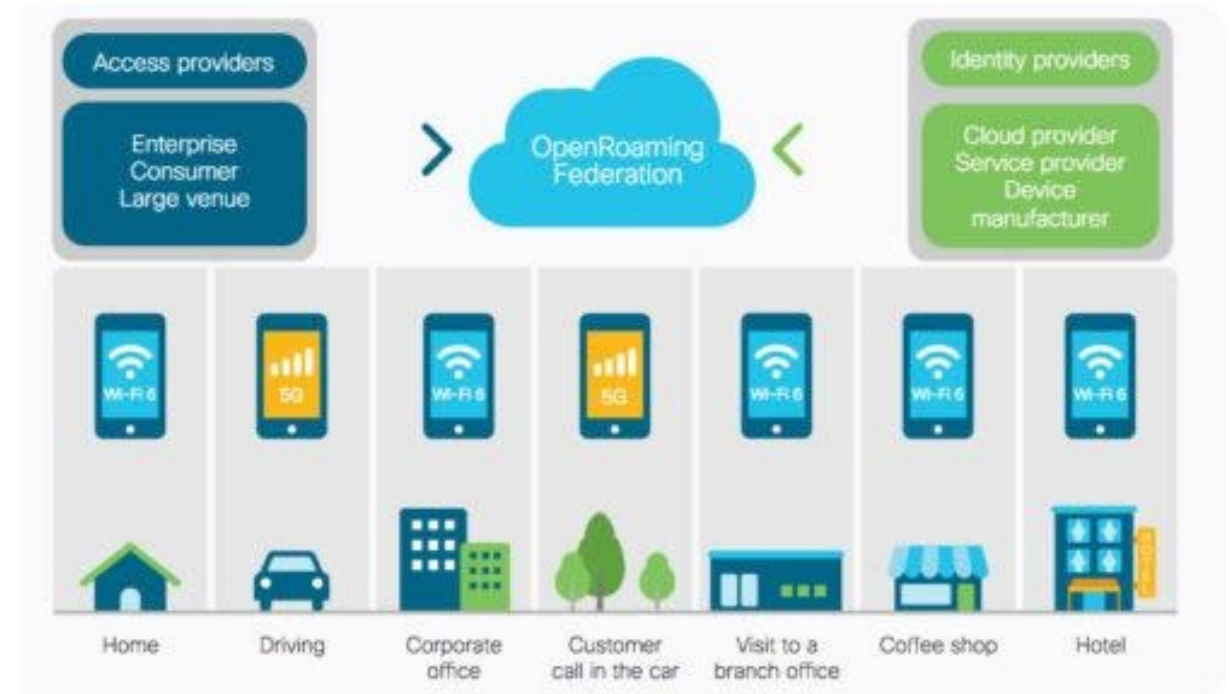 Access providers
Enterprise
Consumer
Large venue
OpenRoaming
Federation
Identity providers
Cloud provider
Service provider
Device
manufacturer
Wi-Fi 6
5G
Wi-Fi 6
5G
Wi-Fi 6
Wi-Fi 6
Wi-Fi 6
HOTEL
Home
Driving
Corporate
office
Customer
call in the car
Visit to a
branch office
Coffee shop
Hotel